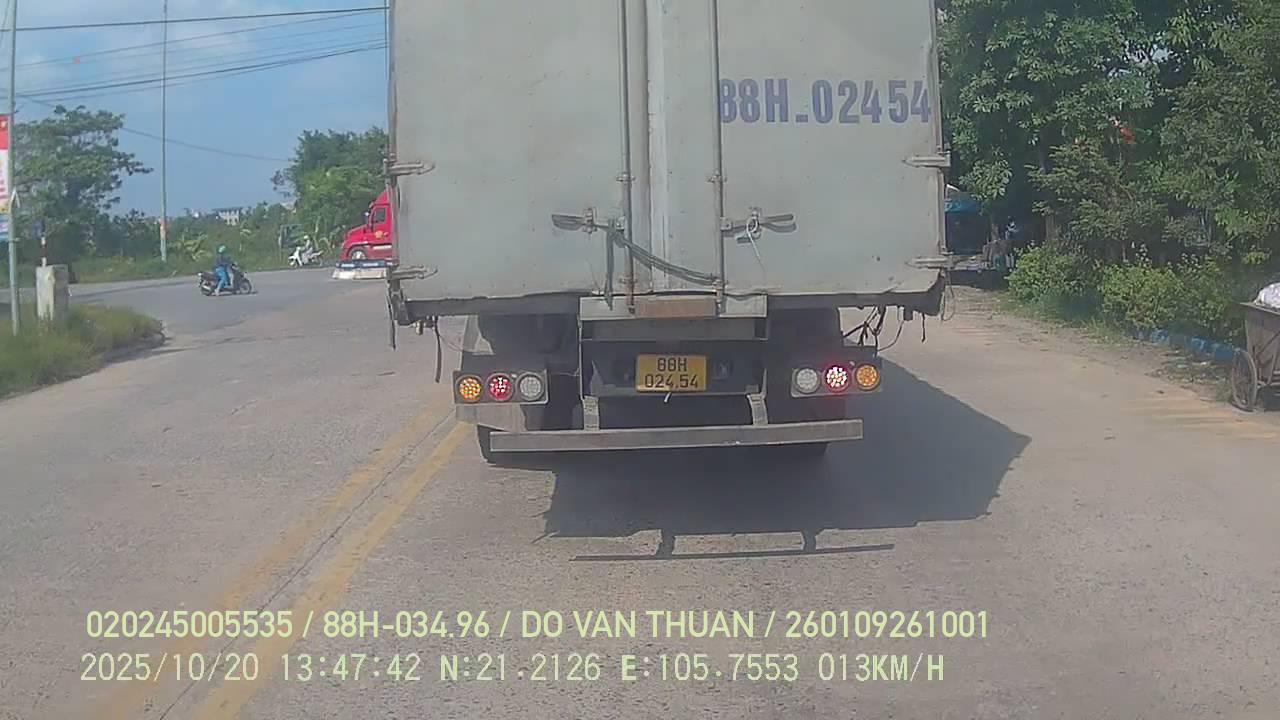 88H-02454
88H
024.54
020245005535 / 88H-034.96 / DO VAN THUAN / 260109261001
2025/10/20 13:47:42 N:21.2126 E:105.7553 013KM/H